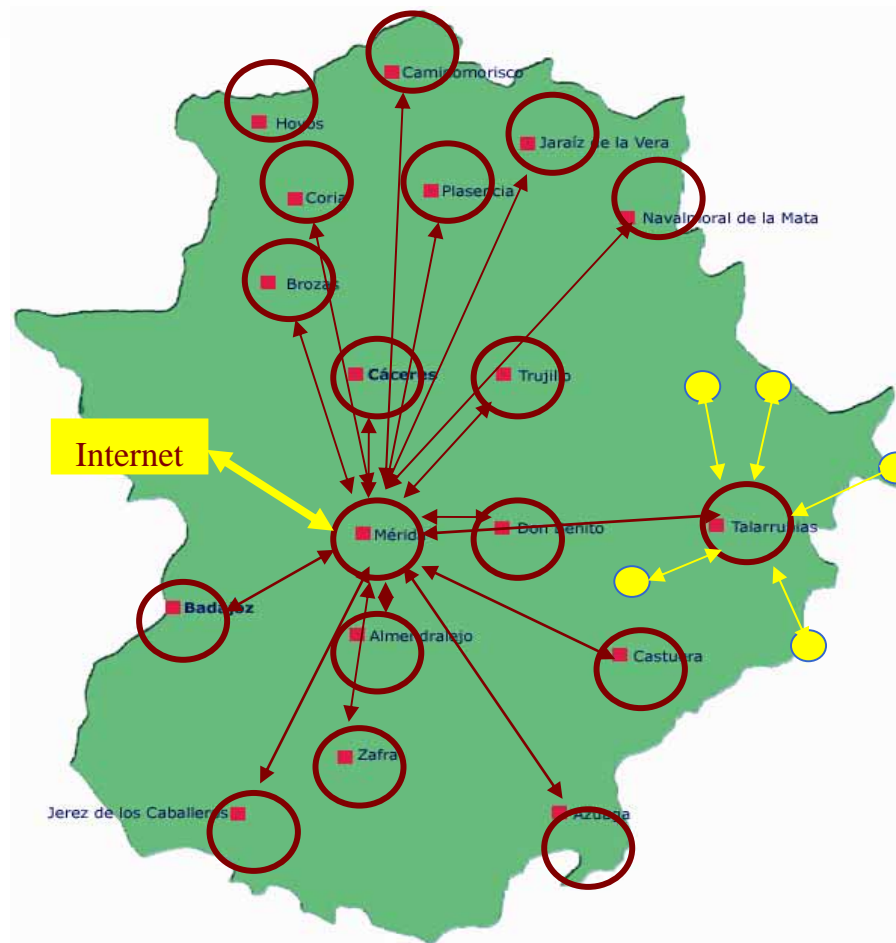 Caminomorisco
Hoyos
Jaraíz de la Vera
Coria
Plasencia
Navalmoral de la Mata
Brozas
Cáceres
Trujillo
Internet
Mérida
Don Benito
Talarrubias
Badajoz
Almendralejo
Castuera
Zafra
Jerez de los Caballeros
Azuaga